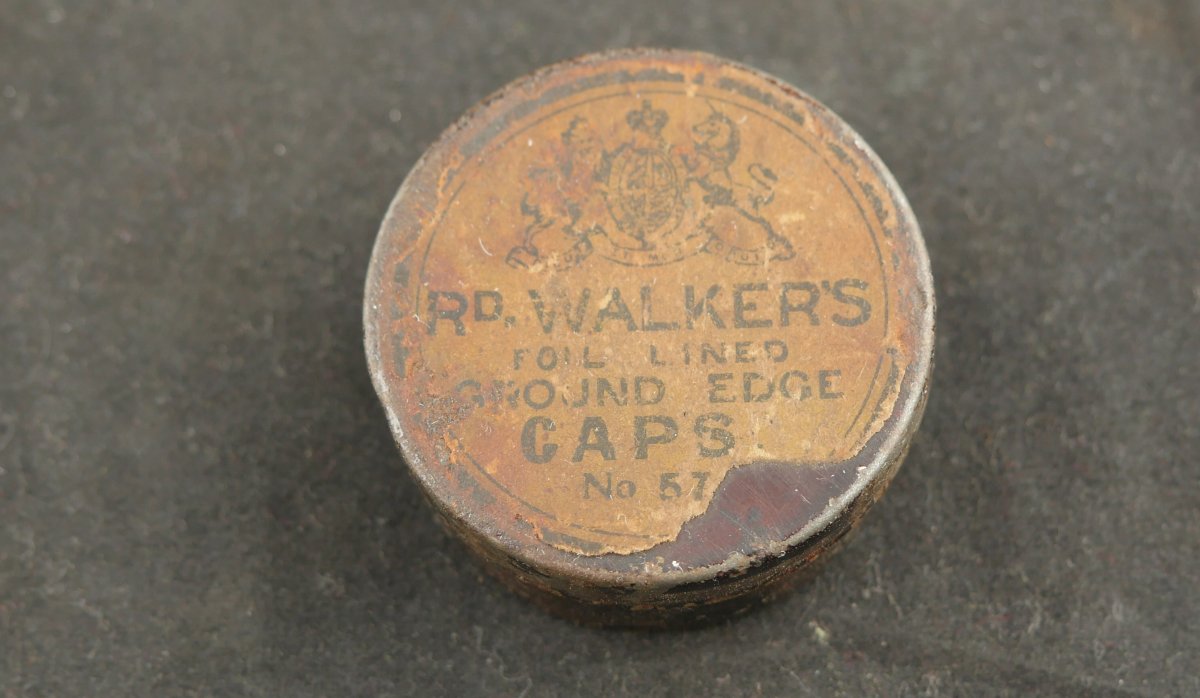 RD. WALKER'S
FOIL LINED
GROUND EDGE
CAPS
No 57